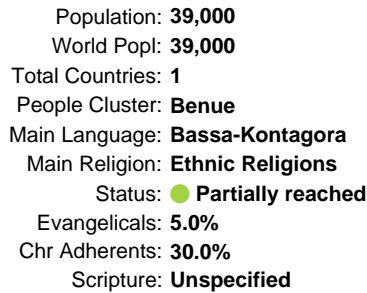 Population: 39,000
World Popl: 39,000
Total Countries: 1
People Cluster: Benue
Main Language: Bassa-Kontagora
Main Religion: Ethnic Religions
Status: Partially reached
Evangelicals: 5.0%
Chr Adherents: 30.0%
Scripture: Unspecified